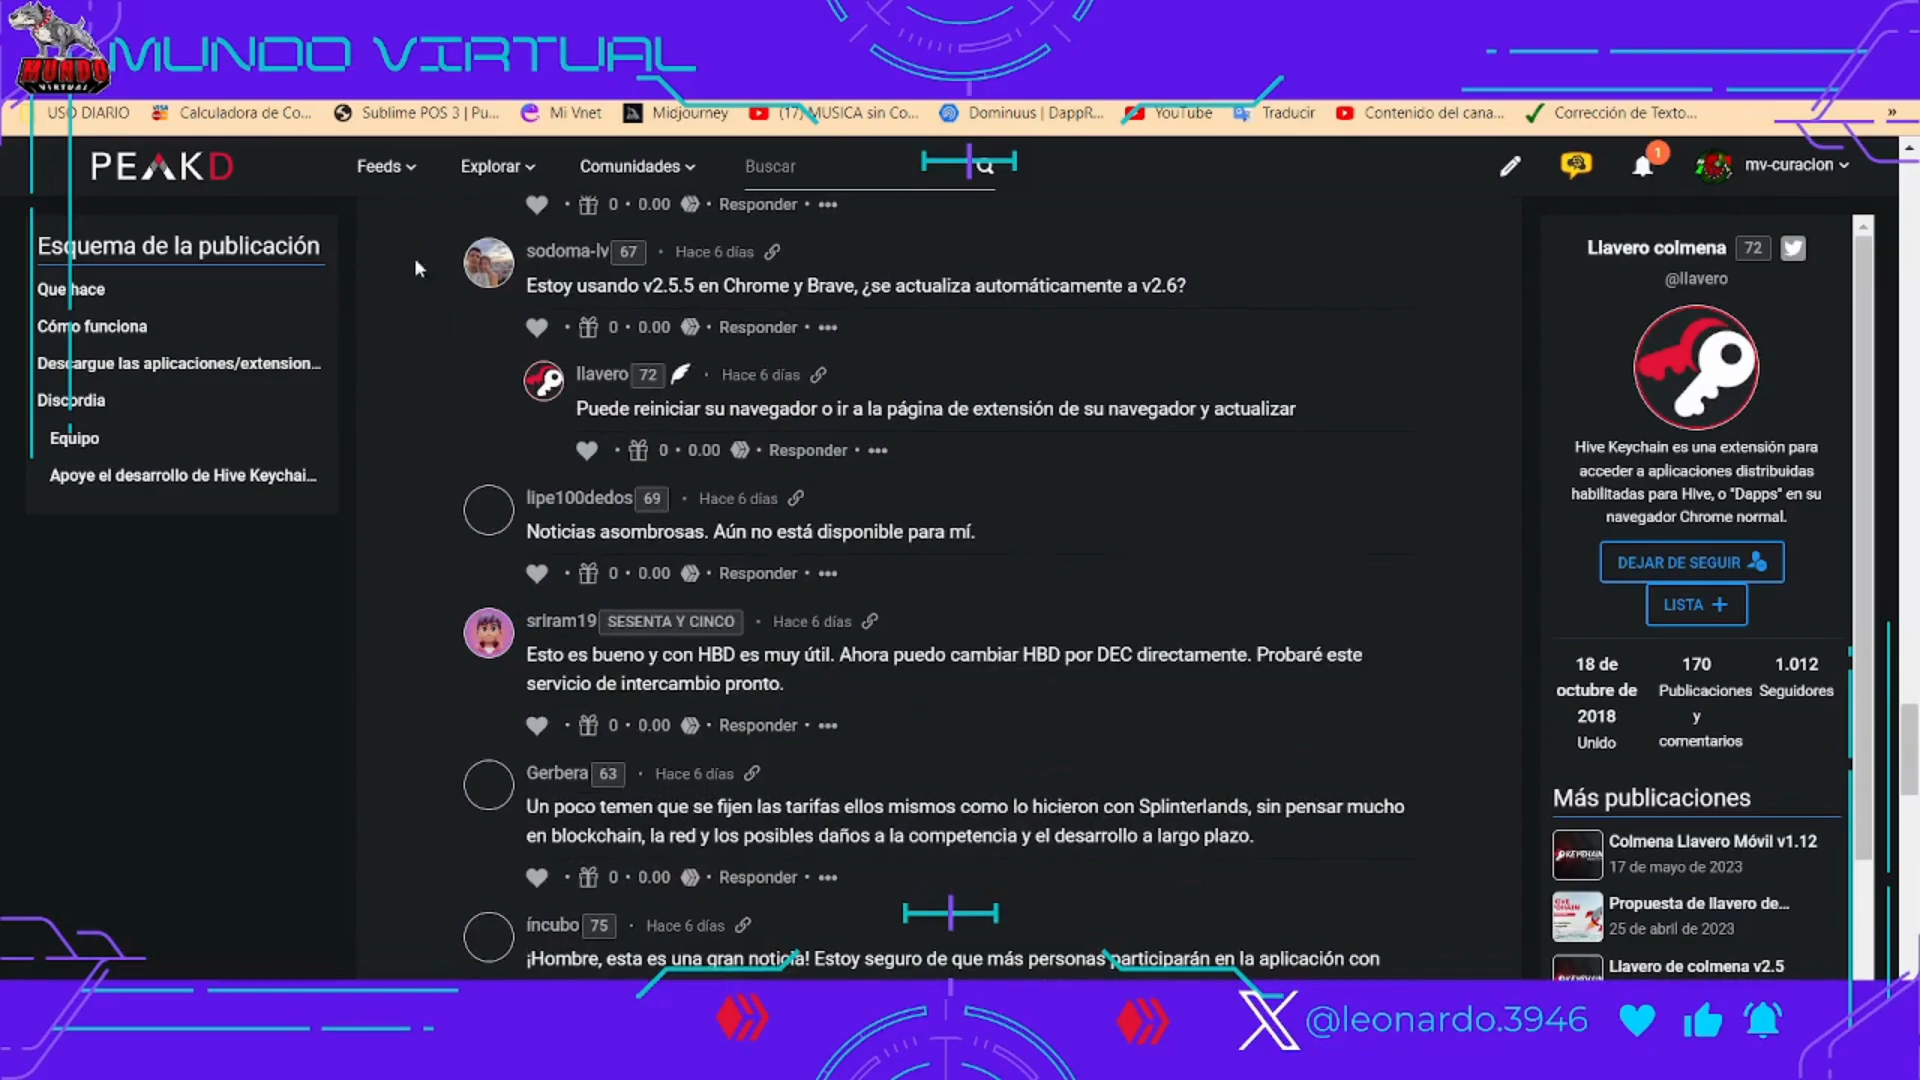 MUNDO VIRTUAL
MUNDO
VIRTUAL
USO DIARIO
Calculadora de Co...
Sublime POS 3 | Pu...
Mi Vnet
Midjourney
(17) MUSICA sin Co...
Dominuus | DappR...
YouTube
Traducir
Contenido del cana...
Corrección de Texto...
»
PEAKD
Feeds
Explorar
Comunidades
Buscar
1
mv-curacion
Esquema de la publicación
Que hace
Cómo funciona
Descargue las aplicaciones/extension...
Discordia
Equipo
Apoye el desarrollo de Hive Keychai...
• 0 • 0.00 • Responder • •••
sodoma-lv 67 • Hace 6 días
Estoy usando v2.5.5 en Chrome y Brave, ¿se actualiza automáticamente a v2.6?
• 0 • 0.00 • Responder • •••
llavero 72 • Hace 6 días
Puede reiniciar su navegador o ir a la página de extensión de su navegador y actualizar
• 0 • 0.00 • Responder • •••
lipe100dedos 69 • Hace 6 días
Noticias asombrosas. Aún no está disponible para mí.
• 0 • 0.00 • Responder • •••
sriram19 SESENTA Y CINCO • Hace 6 días
Esto es bueno y con HBD es muy útil. Ahora puedo cambiar HBD por DEC directamente. Probaré este
servicio de intercambio pronto.
• 0 • 0.00 • Responder • •••
Gerbera 63 • Hace 6 días
Un poco temen que se fijen las tarifas ellos mismos como lo hicieron con Splinterlands, sin pensar mucho
en blockchain, la red y los posibles daños a la competencia y el desarrollo a largo plazo.
• 0 • 0.00 • Responder • •••
íncubo 75 • Hace 6 días
¡Hombre, esta es una gran noticia! Estoy seguro de que más personas participarán en la aplicación con
Llavero colmena 72
@llavero
Hive Keychain es una extensión para
acceder a aplicaciones distribuidas
habilitadas para Hive, o "Dapps" en su
navegador Chrome normal.
DEJAR DE SEGUIR
LISTA +
18 de
octubre de
2018
Unido
170
Publicaciones
y
comentarios
1.012
Seguidores
Más publicaciones
Colmena Llavero Móvil v1.12
17 de mayo de 2023
Propuesta de llavero de...
25 de abril de 2023
Llavero de colmena v2.5
X @leonardo.3946